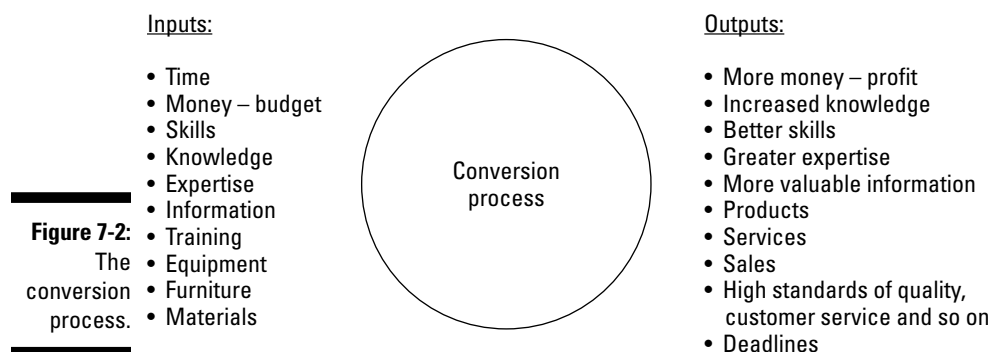 Inputs:
• Time
• Money – budget
• Skills
• Knowledge
• Expertise
• Information
• Training
• Equipment
• Furniture
• Materials
Conversion
process
Outputs:
• More money – profit
• Increased knowledge
• Better skills
• Greater expertise
• More valuable information
• Products
• Services
• Sales
• High standards of quality,
customer service and so on
• Deadlines
Figure 7-2:
The
conversion
process.